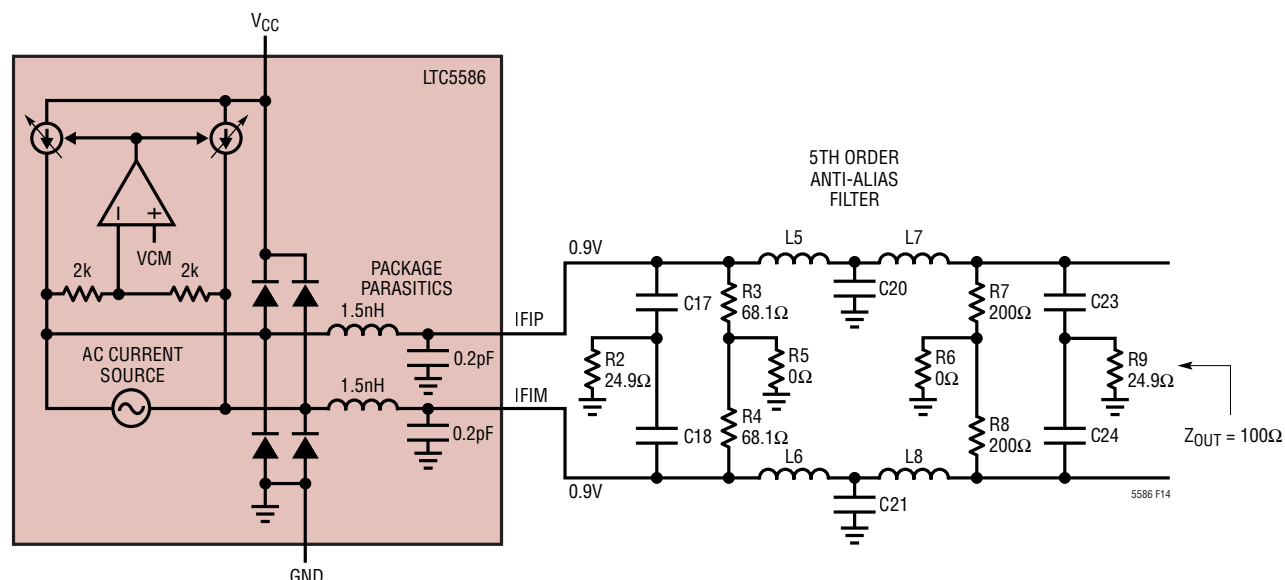 VCC
LTC5586
VCM
2k
2k
PACKAGE
PARASITICS
1.5nH
IFIP
0.2pF
AC CURRENT
SOURCE
1.5nH
IFIM
0.2pF
GND
5TH ORDER
ANTI-ALIAS
FILTER
0.9V
L5
L7
C17
R3
68.1Ω
C20
R7
200Ω
C23
R2
24.9Ω
R5
0Ω
R6
0Ω
R9
24.9Ω
C18
R4
68.1Ω
R8
200Ω
C24
ZOUT = 100Ω
L6
L8
0.9V
C21
5586 F14